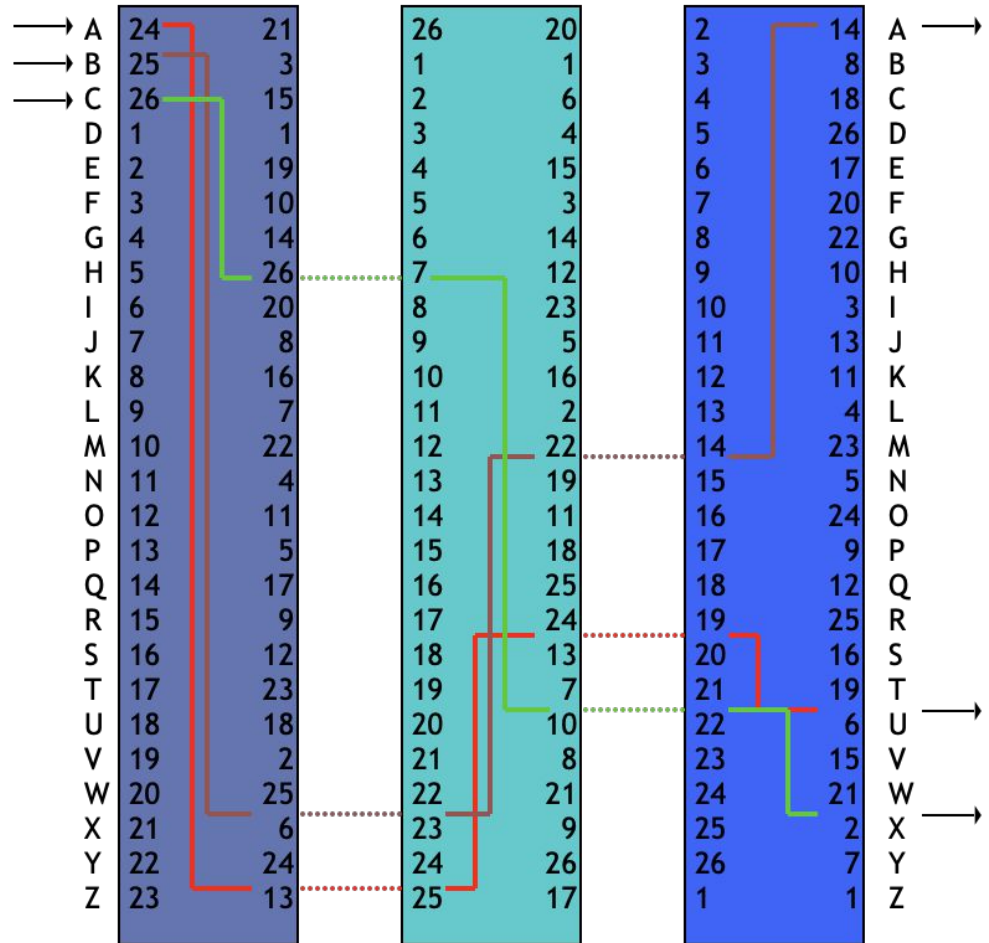 A 24 21 26 20 2 14 A
B 25 3 1 1 3 8 B
C 26 15 2 6 4 18 C
D 1 1 3 4 5 26 D
E 2 19 4 15 6 17 E
F 3 10 5 3 7 20 F
G 4 14 6 14 8 22 G
H 5 26 7 12 9 10 H
I 6 20 8 23 10 3 I
J 7 8 9 5 11 13 J
K 8 16 10 16 12 11 K
L 9 7 11 2 13 4 L
M 10 22 12 22 14 23 M
N 11 4 13 19 15 5 N
O 12 11 14 11 16 24 O
P 13 5 15 18 17 9 P
Q 14 17 16 25 18 12 Q
R 15 9 17 24 19 25 R
S 16 12 18 13 20 16 S
T 17 23 19 7 21 19 T
U 18 18 20 10 22 6 U
V 19 2 21 8 23 15 V
W 20 25 22 21 24 21 W
X 21 6 23 9 25 2 X
Y 22 24 24 26 26 7 Y
Z 23 13 25 17 1 1 Z